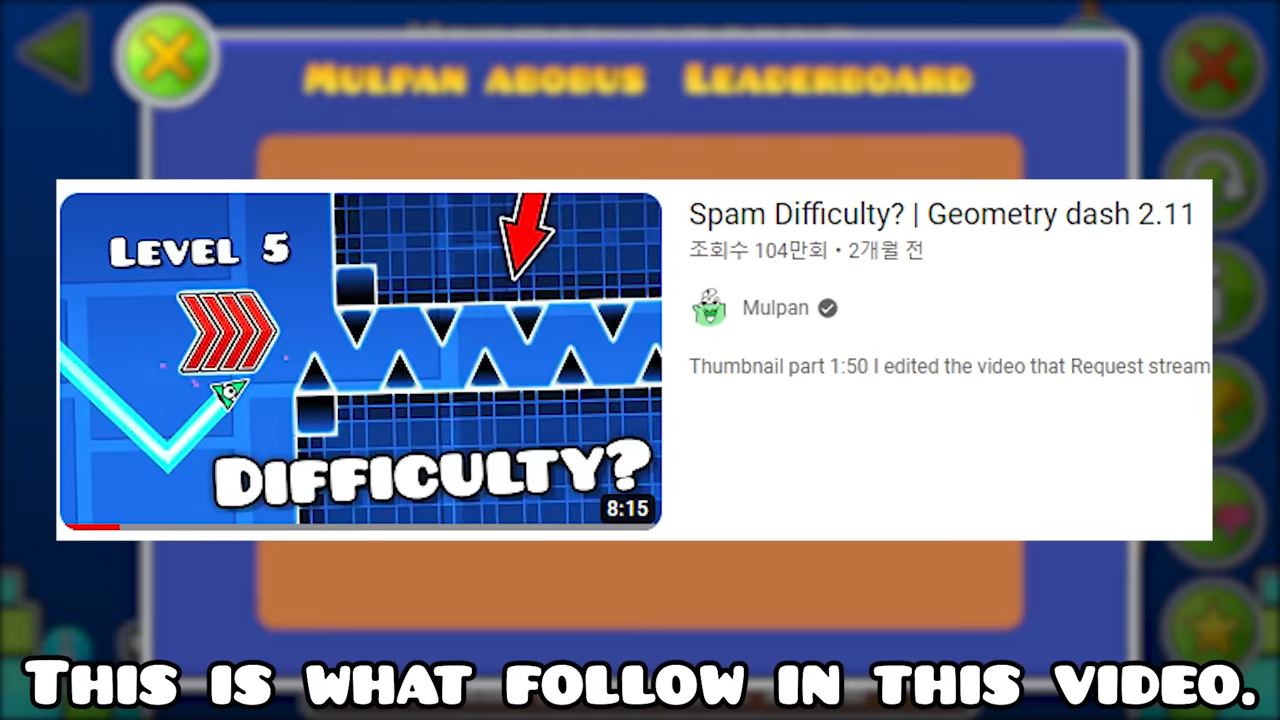 MULPAN ABOBUS LEADERBOARD
LEVEL 5
DIFFICULTY?
8:15
Spam Difficulty? | Geometry dash 2.11
조회수 104만회 • 2개월 전
Mulpan
Thumbnail part 1:50 I edited the video that Request stream
THIS IS WHAT FOLLOW IN THIS VIDEO.